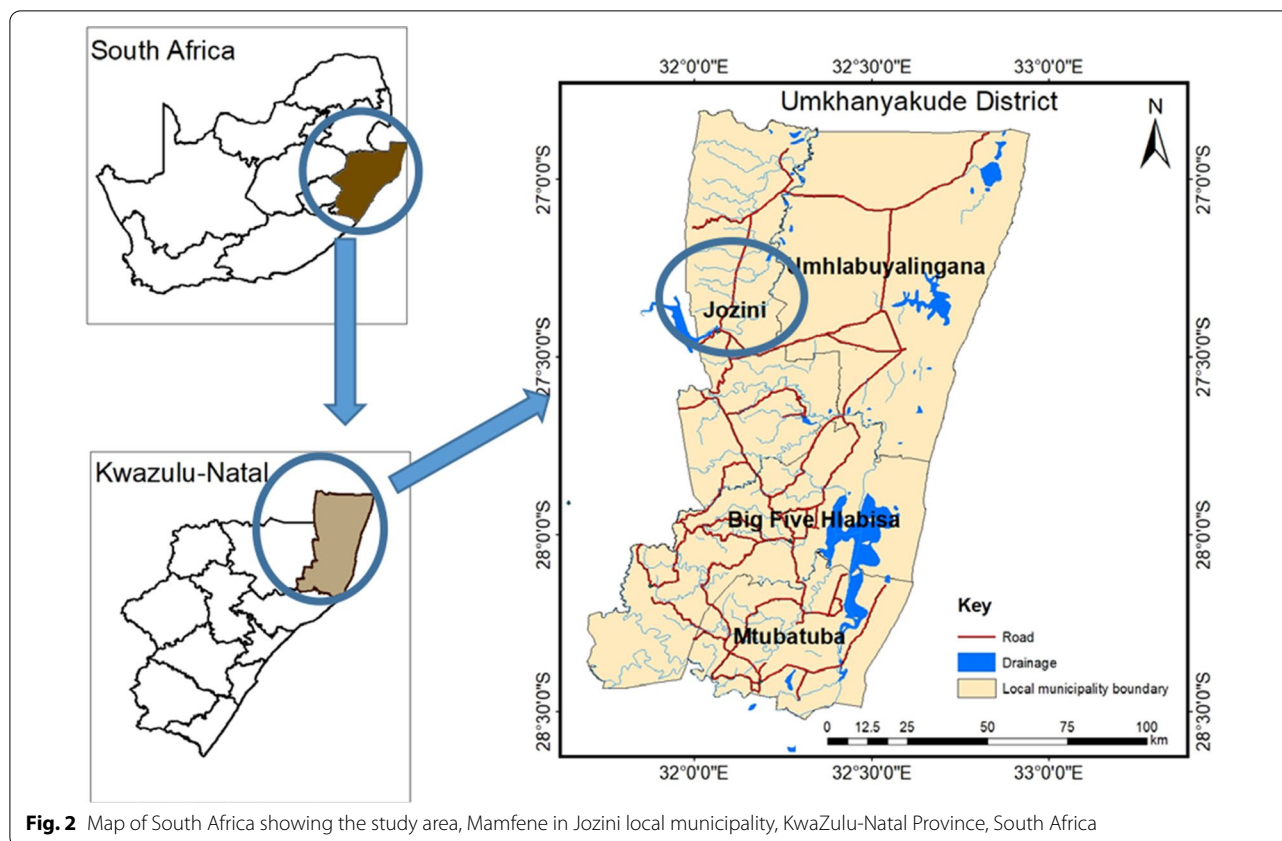 South Africa
Kwazulu-Natal
32°0'0"E
32°30'0"E
33°0'0"E
Umkhanyakude District
N
27°0'0"S
27°0'0"S
Umhlabuyalingana
Jozini
27°30'0"S
27°30'0"S
Big Five Hlabisa
28°0'0"S
28°0'0"S
Mtubatuba
Key
Road
Drainage
Local municipality boundary
0 12.5 25 50 75 100
km
28°30'0"S
28°30'0"S
32°0'0"E
32°30'0"E
33°0'0"E
Fig. 2 Map of South Africa showing the study area, Mamfene in Jozini local municipality, KwaZulu-Natal Province, South Africa